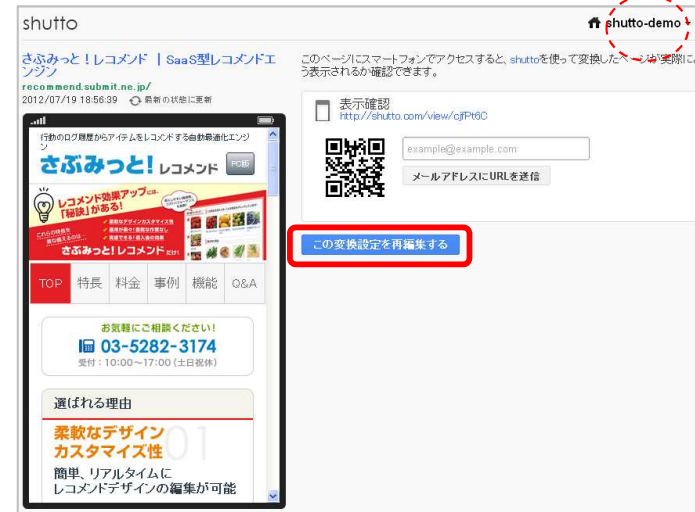 shutto
shutto-demo
さぶみっと！レコメンド ｜SaaS型レコメンドエ
ンジン
recommend.submit.ne.jp/
2012/07/19 18:56:39 最新の状態に更新
このページにスマートフォンでアクセスすると、shuttoを使って変換したページが実際に
う表示されるか確認できます。
表示確認
http://shutto.com/view/cjfPt6C
example@example.com
メールアドレスにURLを送信
この変換設定を再編集する
行動のログ履歴からアイテムをレコメンドする自動最適化エンジ
ン
さぶみっと! レコメンド PC版
レコメンド効果アップには、
「秘訣」がある!
さぶみっと!レコメンド だけ!
TOP 特長 料金 事例 機能 Q&A
お気軽にご相談ください!
03-5282-3174
受付：10:00〜17:00(土日祝休)
選ばれる理由
柔軟なデザイン
カスタマイズ性 01
簡単、リアルタイムに
レコメンドデザインの編集が可能